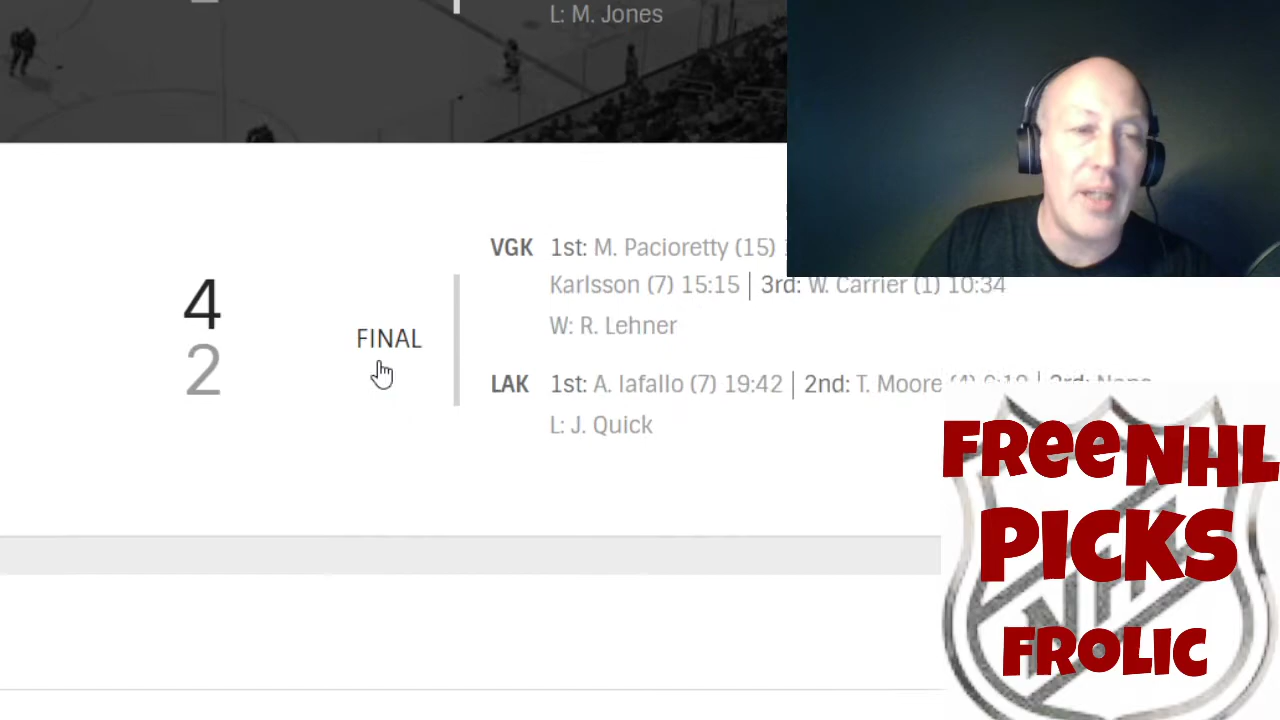 L: M. Jones
VGK 1st: M. Pacioretty (15)
Karlsson (7) 15:15 | 3rd: W. Carrier (1) 10:34
4
W: R. Lehner
FINAL
2
LAK 1st: A. Iafallo (7) 19:42 | 2nd: T. Moore
L: J. Quick
FREE NHL
PICKS
NHL
FROLIC